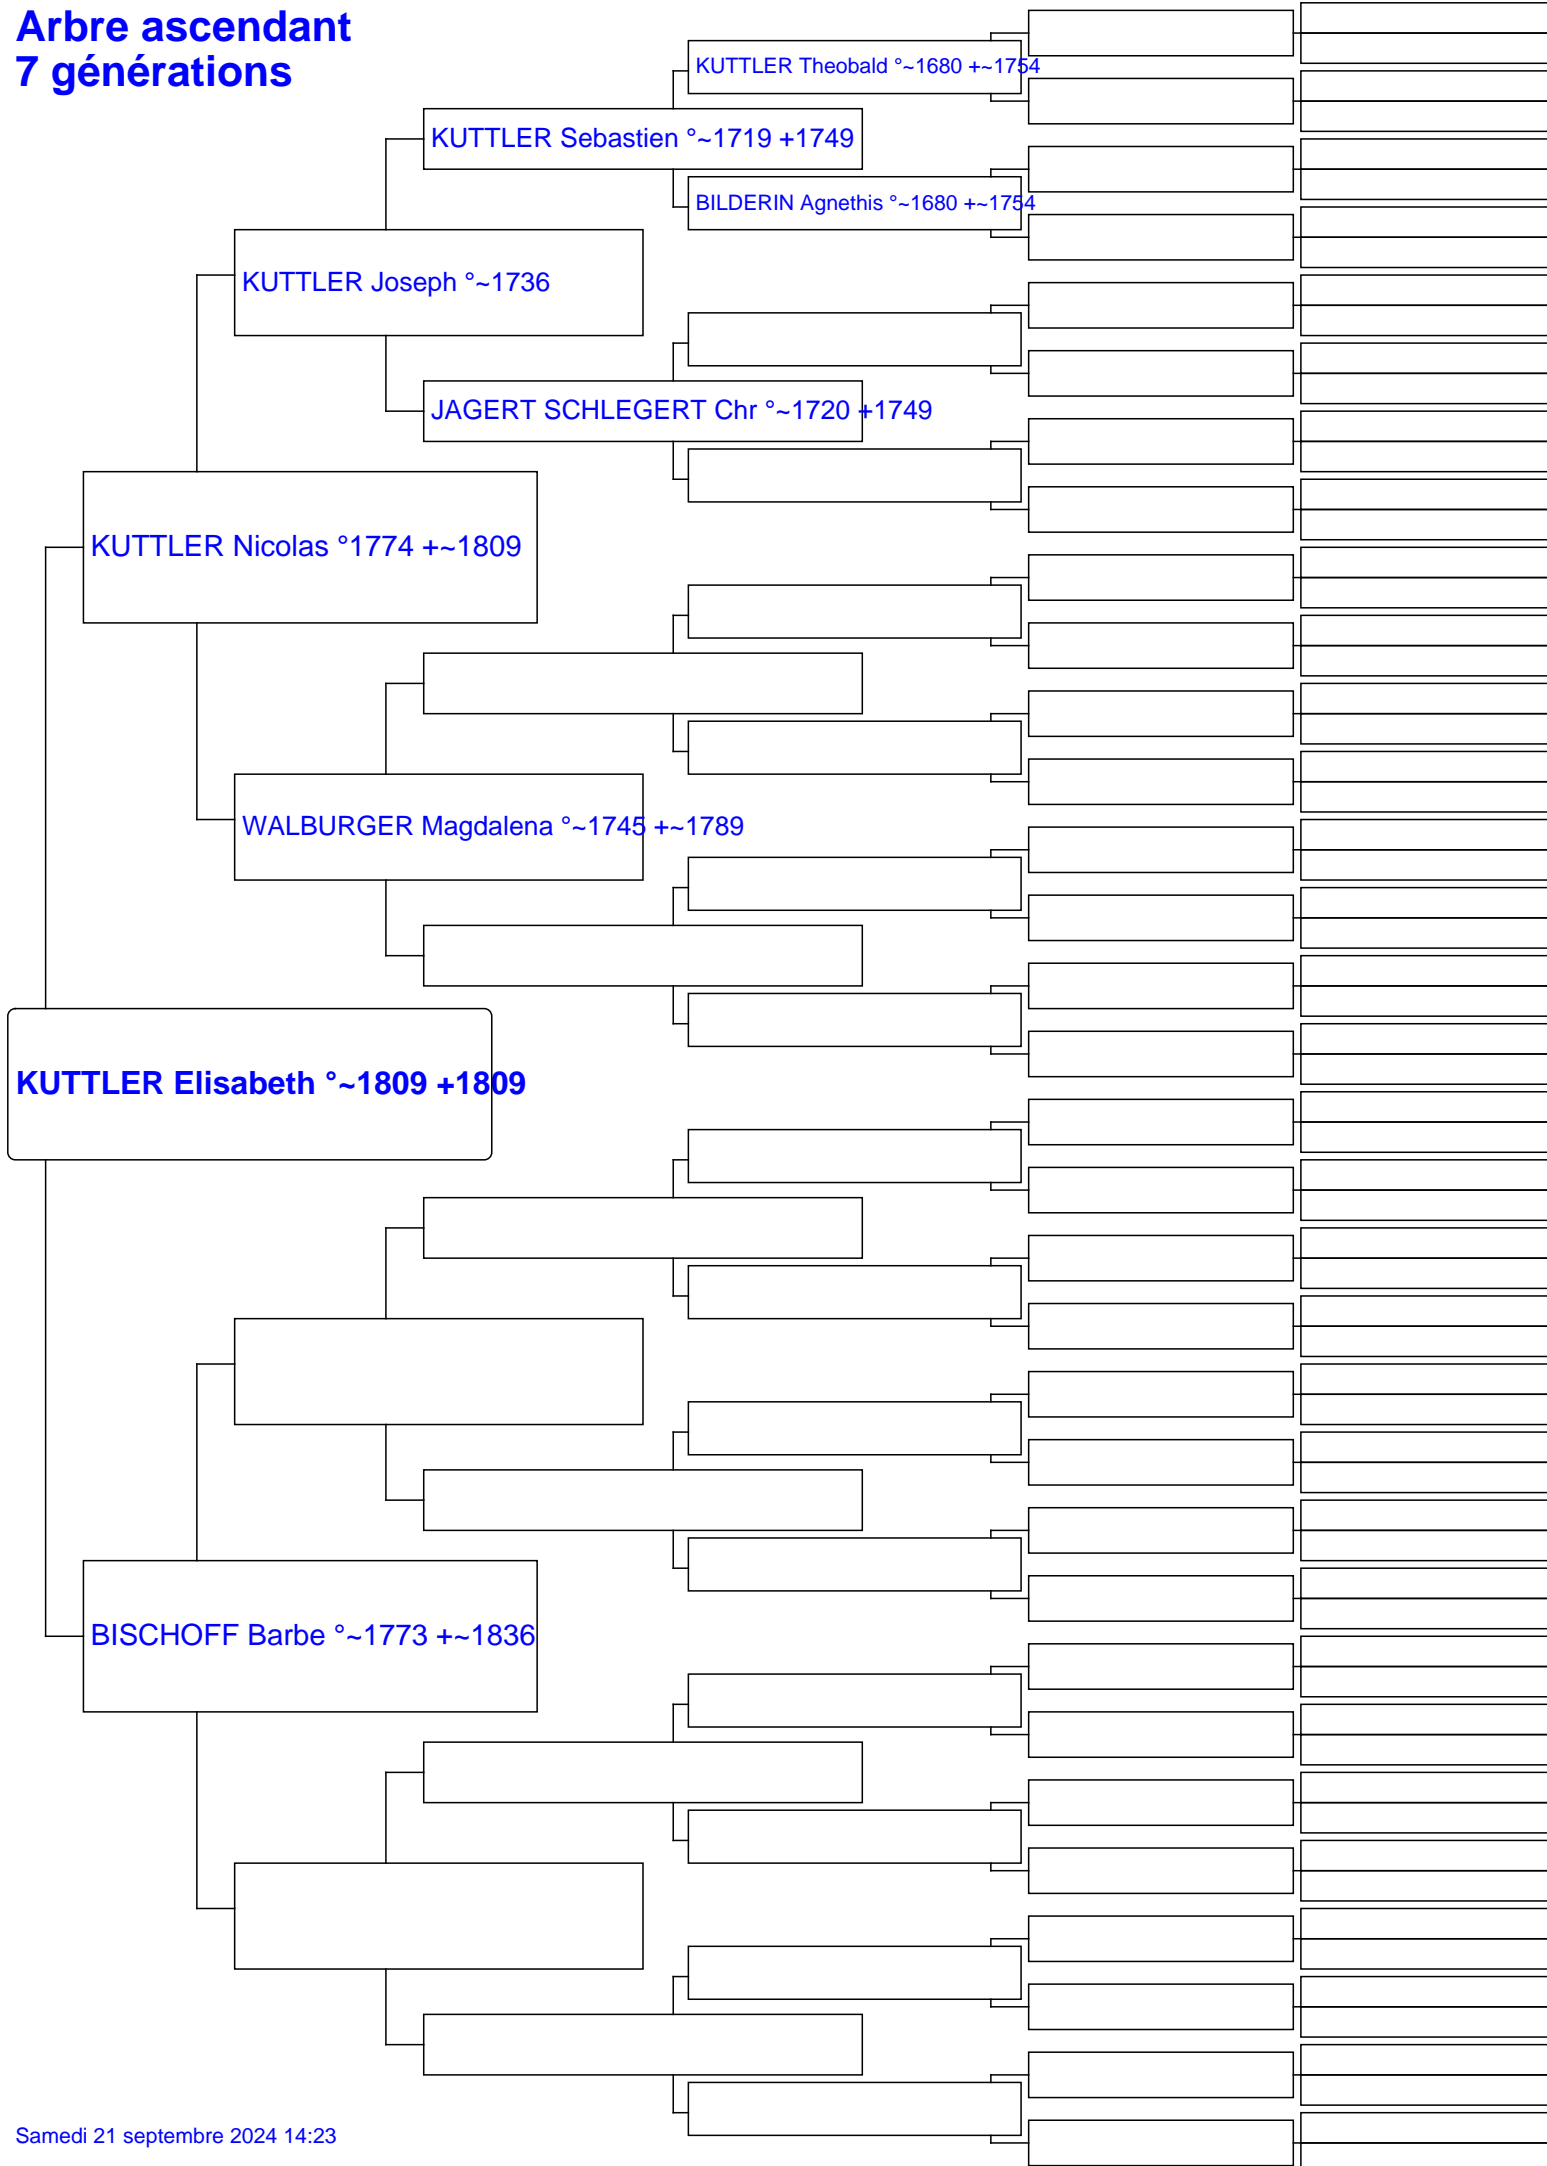 Arbre ascendant
7 générations
KUTTLER Theobald °~1680 +~1754
KUTTLER Sebastien °~1719 +1749
BILDERIN Agnethis °~1680 +~1754
KUTTLER Joseph °~1736
JAGERT SCHLEGERT Chr °~1720 +1749
KUTTLER Nicolas °1774 +~1809
WALBURGER Magdalena °~1745 +~1789
KUTTLER Elisabeth °~1809 +1809
BISCHOFF Barbe °~1773 +~1836
Samedi 21 septembre 2024 14:23